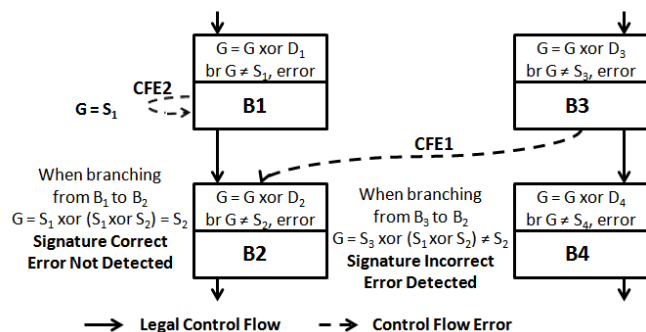 G = G xor D₁
br G ≠ S₁, error
B1
CFE2
G = S₁
G = G xor D₃
br G ≠ S₃, error
B3
CFE1
When branching
from B₁ to B₂
G = S₁ xor (S₁ xor S₂) = S₂
Signature Correct
Error Not Detected
G = G xor D₂
br G ≠ S₂, error
B2
When branching
from B₃ to B₂
G = S₃ xor (S₁ xor S₂) ≠ S₂
Signature Incorrect
Error Detected
G = G xor D₄
br G ≠ S₄, error
B4
Legal Control Flow
Control Flow Error